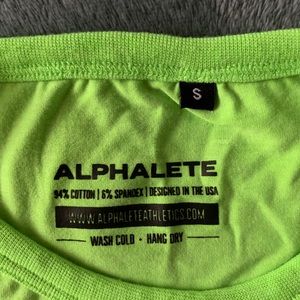 S
ALPHALETE
94% COTTON | 6% SPANDEX | DESIGNED IN THE USA
WWW.ALPHALETEATHLETICS.COM
WASH COLD • HANG DRY